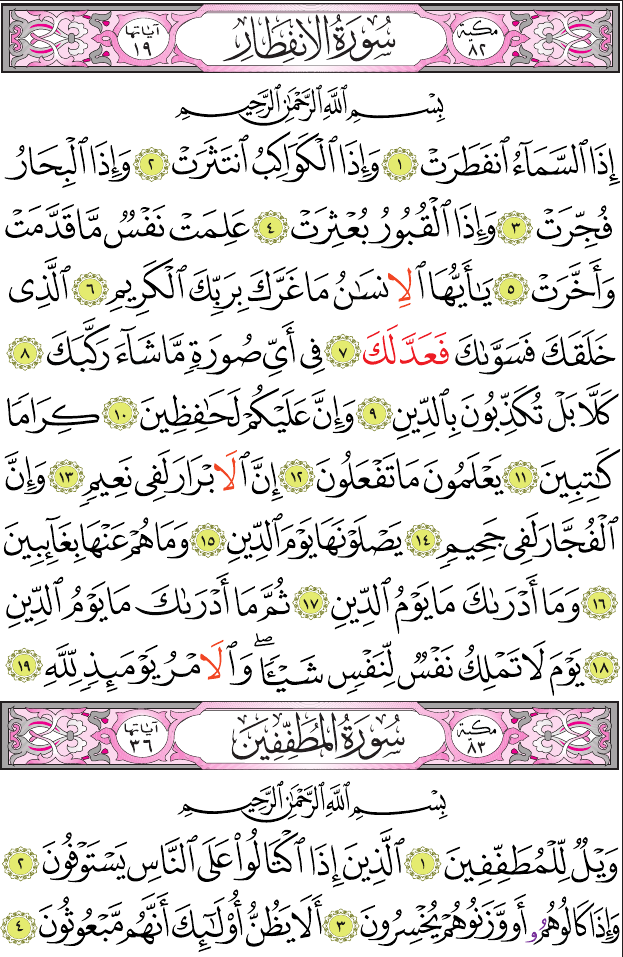 مكية ٨٢ سُورَةُ الانفِطَارِ آياتها ١٩
بِسْمِ ٱللَّهِ ٱلرَّحْمَٰنِ ٱلرَّحِيمِ
إِذَا ٱلسَّمَآءُ ٱنفَطَرَتْ ١ وَإِذَا ٱلْكَوَاكِبُ ٱنتَثَرَتْ ٢ وَإِذَا ٱلْبِحَارُ
فُجِّرَتْ ٣ وَإِذَا ٱلْقُبُورُ بُعْثِرَتْ ٤ عَلِمَتْ نَفْسٌ مَّا قَدَّمَتْ
وَأَخَّرَتْ ٥ يَٰٓأَيُّهَا ٱلِانسَٰنُ مَا غَرَّكَ بِرَبِّكَ ٱلْكَرِيمِ ٦ ٱلَّذِى
خَلَقَكَ فَسَوَّىٰكَ فَعَدَّلَكَ ٧ فِىٓ أَىِّ صُورَةٍ مَّا شَآءَ رَكَّبَكَ ٨
كَلَّا بَلْ تُكَذِّبُونَ بِٱلدِّينِ ٩ وَإِنَّ عَلَيْكُمْ لَحَٰفِظِينَ ١٠ كِرَامًا
كَٰتِبِينَ ١١ يَعْلَمُونَ مَا تَفْعَلُونَ ١٢ إِنَّ ٱلَابْرَارَ لَفِى نَعِيمٍ ١٣ وَإِنَّ
ٱلْفُجَّارَ لَفِى جَحِيمٍ ١٤ يَصْلَوْنَهَا يَوْمَ ٱلدِّينِ ١٥ وَمَا هُمْ عَنْهَا بِغَآئِبِينَ
١٦ وَمَآ أَدْرَىٰكَ مَا يَوْمُ ٱلدِّينِ ١٧ ثُمَّ مَآ أَدْرَىٰكَ مَا يَوْمُ ٱلدِّينِ
١٨ يَوْمَ لَا تَمْلِكُ نَفْسٌ لِّنَفْسٍ شَيْـًٔا ۖ وَٱلَامْرُ يَوْمَئِذٍ لِّلَّهِ ١٩
مكية ٨٣ سُورَةُ المُطَفِّفِينَ آياتها ٣٦
بِسْمِ ٱللَّهِ ٱلرَّحْمَٰنِ ٱلرَّحِيمِ
وَيْلٌ لِّلْمُطَفِّفِينَ ١ ٱلَّذِينَ إِذَا ٱكْتَالُوا۟ عَلَى ٱلنَّاسِ يَسْتَوْفُونَ ٢
وَإِذَا كَالُوهُمُۥٓ أَو وَّزَنُوهُمْ يُخْسِرُونَ ٣ أَلَا يَظُنُّ أُو۟لَٰٓئِكَ أَنَّهُم مَّبْعُوثُونَ ٤